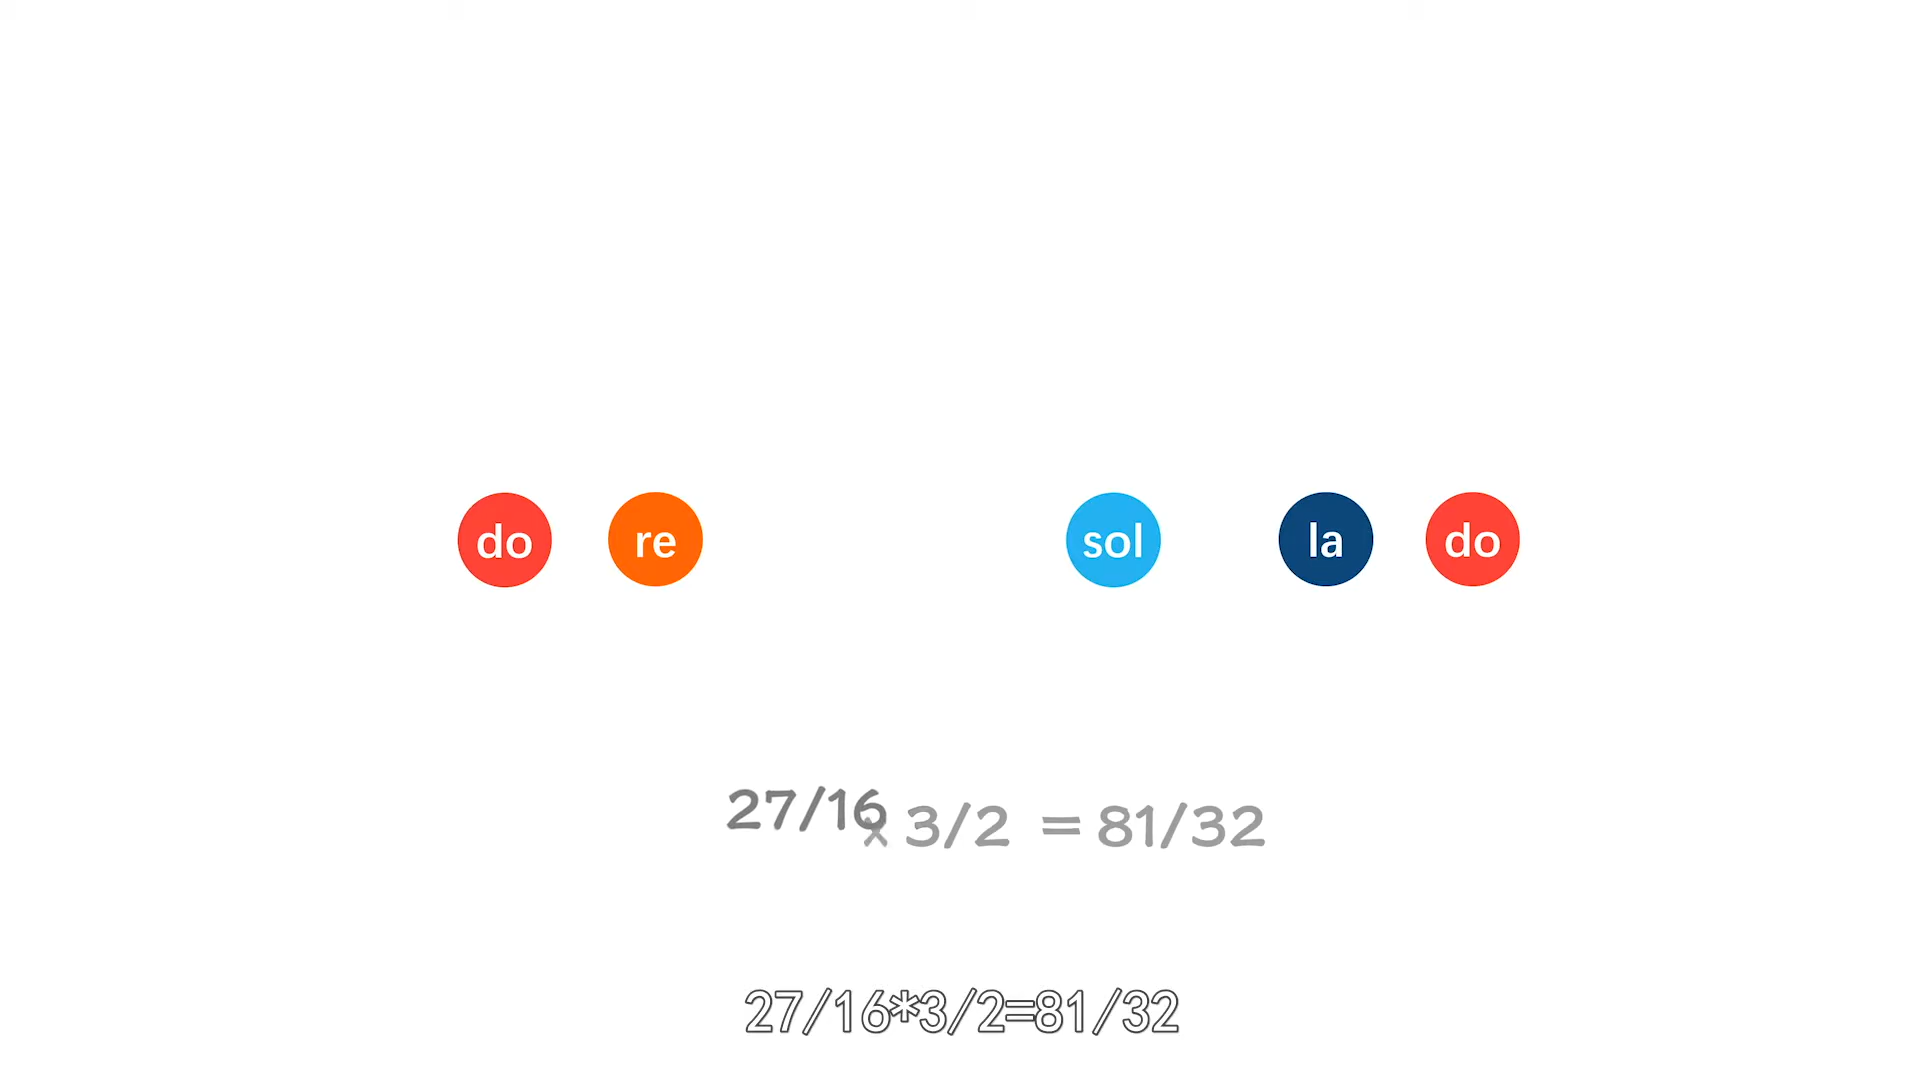 do re sol la do
27/16 x 3/2 = 81/32
27/16*3/2=81/32